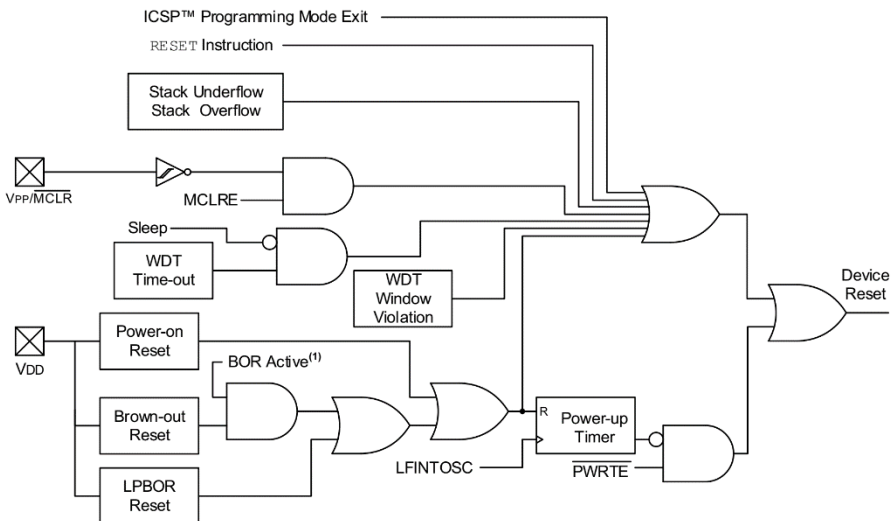 ICSP™ Programming Mode Exit
RESET Instruction
Stack Underflow
Stack Overflow
VPP/MCLR
MCLRE
Sleep
WDT
Time-out
WDT
Window
Violation
Device
Reset
VDD
Power-on
Reset
BOR Active(1)
Brown-out
Reset
R
Power-up
Timer
LFINTOSC
PWRTE
LPBOR
Reset